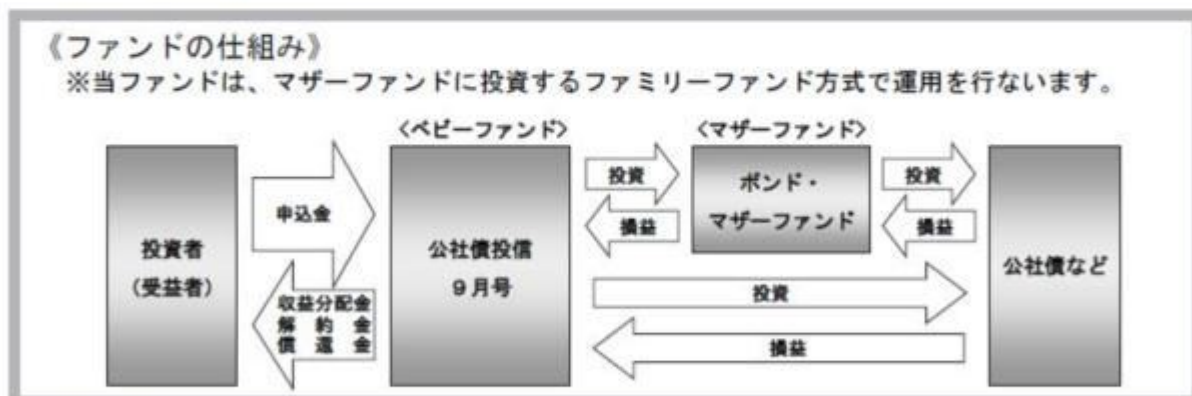 《ファンドの仕組み》
※当ファンドは、マザーファンドに投資するファミリーファンド方式で運用を行ないます。
〈ベビーファンド〉
〈マザーファンド〉
投資者
(受益者)
申込金
収益分配金
解約金
償還金
公社債投信
9月号
投資
損益
ボンド・
マザーファンド
投資
損益
投資
損益
公社債など